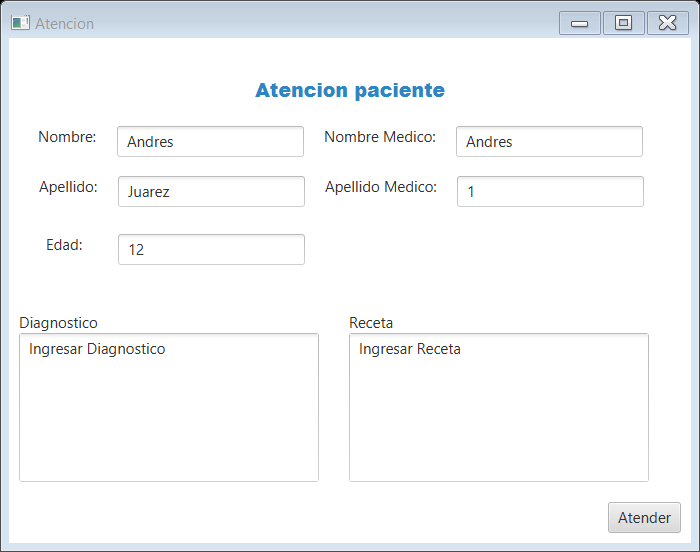 Atencion
Atencion paciente
Nombre: Andres Nombre Medico: Andres
Apellido: Juarez Apellido Medico: 1
Edad: 12
Diagnostico Receta
Ingresar Diagnostico Ingresar Receta
Atender